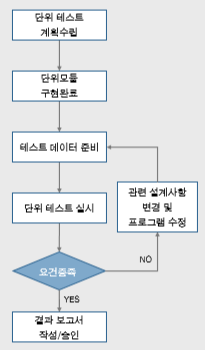 단위 테스트
계획수립
단위모듈
구현완료
테스트 데이터 준비
단위 테스트 실시
관련 설계사항
변경 및
프로그램 수정
요건충족
NO
YES
결과 보고서
작성/승인